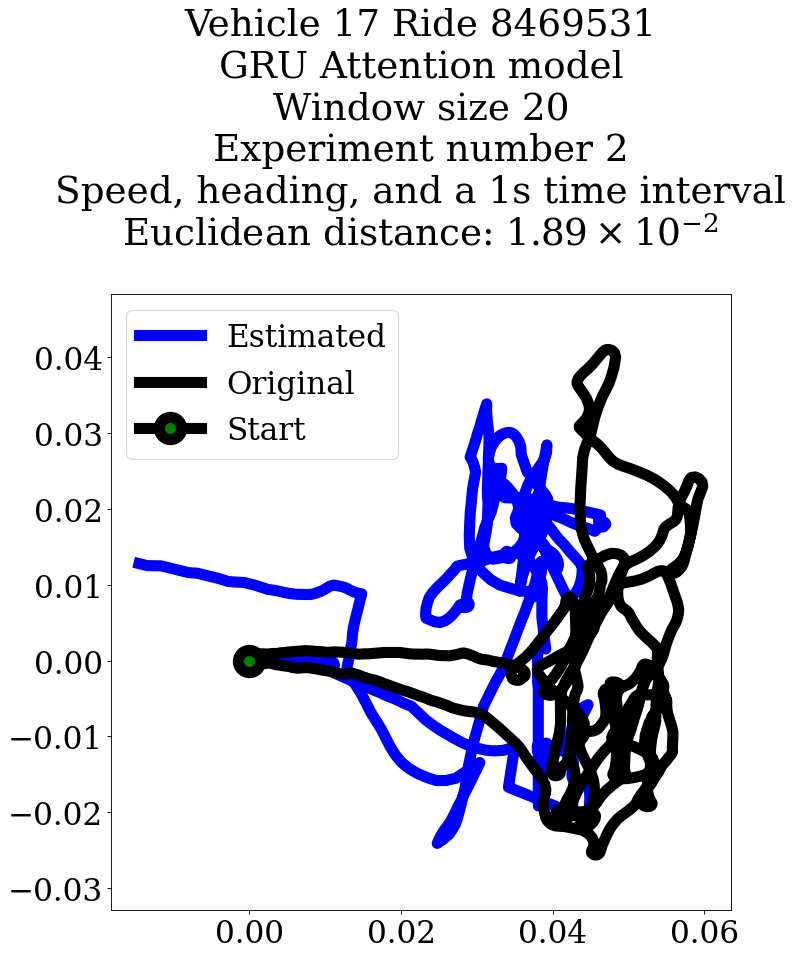 Vehicle 17 Ride 8469531
GRU Attention model
Window size 20
Experiment number 2
Speed, heading, and a 1s time interval
Euclidean distance: 1.89 × 10⁻²
Estimated
Original
Start
0.04
0.03
0.02
0.01
0.00
−0.01
−0.02
−0.03
0.00 0.02 0.04 0.06